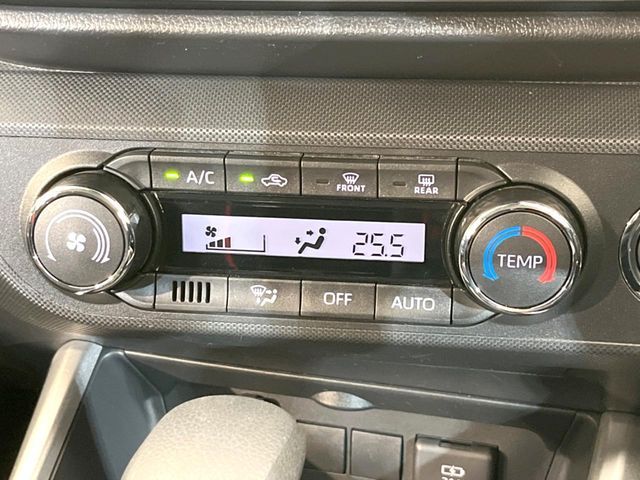 A/C
FRONT
REAR
25.5
TEMP
OFF
AUTO